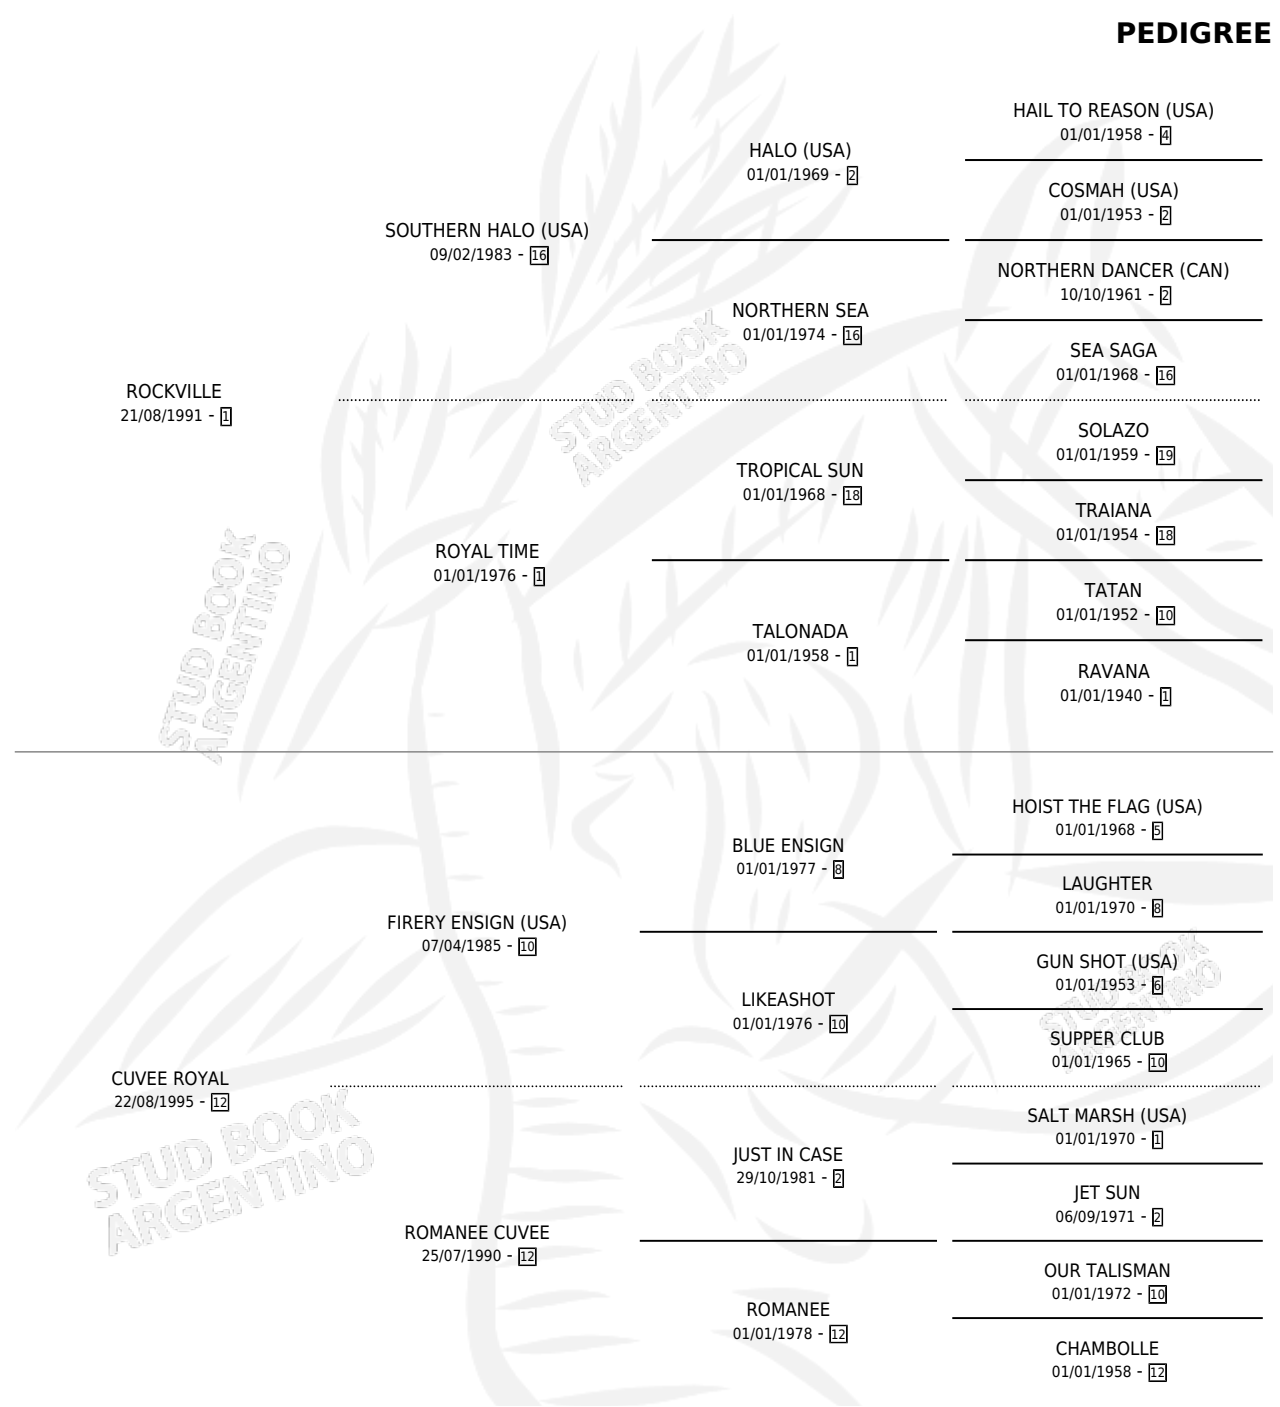 PEDIGREE
HAIL TO REASON (USA)
01/01/1958 - 4
HALO (USA)
01/01/1969 - 2
COSMAH (USA)
01/01/1953 - 2
SOUTHERN HALO (USA)
09/02/1983 - 16
NORTHERN DANCER (CAN)
10/10/1961 - 2
NORTHERN SEA
01/01/1974 - 16
SEA SAGA
01/01/1968 - 16
ROCKVILLE
21/08/1991 - 1
STUD BOOK
ARGENTINO
SOLAZO
01/01/1959 - 19
TROPICAL SUN
01/01/1968 - 18
TRAIANA
01/01/1954 - 18
ROYAL TIME
01/01/1976 - 1
TATAN
01/01/1952 - 10
TALONADA
01/01/1958 - 1
RAVANA
01/01/1940 - 1
STUD BOOK
ARGENTINO
HOIST THE FLAG (USA)
01/01/1968 - 5
BLUE ENSIGN
01/01/1977 - 8
LAUGHTER
01/01/1970 - 8
FIRERY ENSIGN (USA)
07/04/1985 - 10
GUN SHOT (USA)
01/01/1953 - 6
LIKEASHOT
01/01/1976 - 10
SUPPER CLUB
01/01/1965 - 10
STUD BOOK
ARGENTINO
CUVEE ROYAL
22/08/1995 - 12
SALT MARSH (USA)
01/01/1970 - 1
JUST IN CASE
29/10/1981 - 2
JET SUN
06/09/1971 - 2
STUD BOOK
ARGENTINO
ROMANEE CUVEE
25/07/1990 - 12
OUR TALISMAN
01/01/1972 - 10
ROMANEE
01/01/1978 - 12
CHAMBOLLE
01/01/1958 - 12